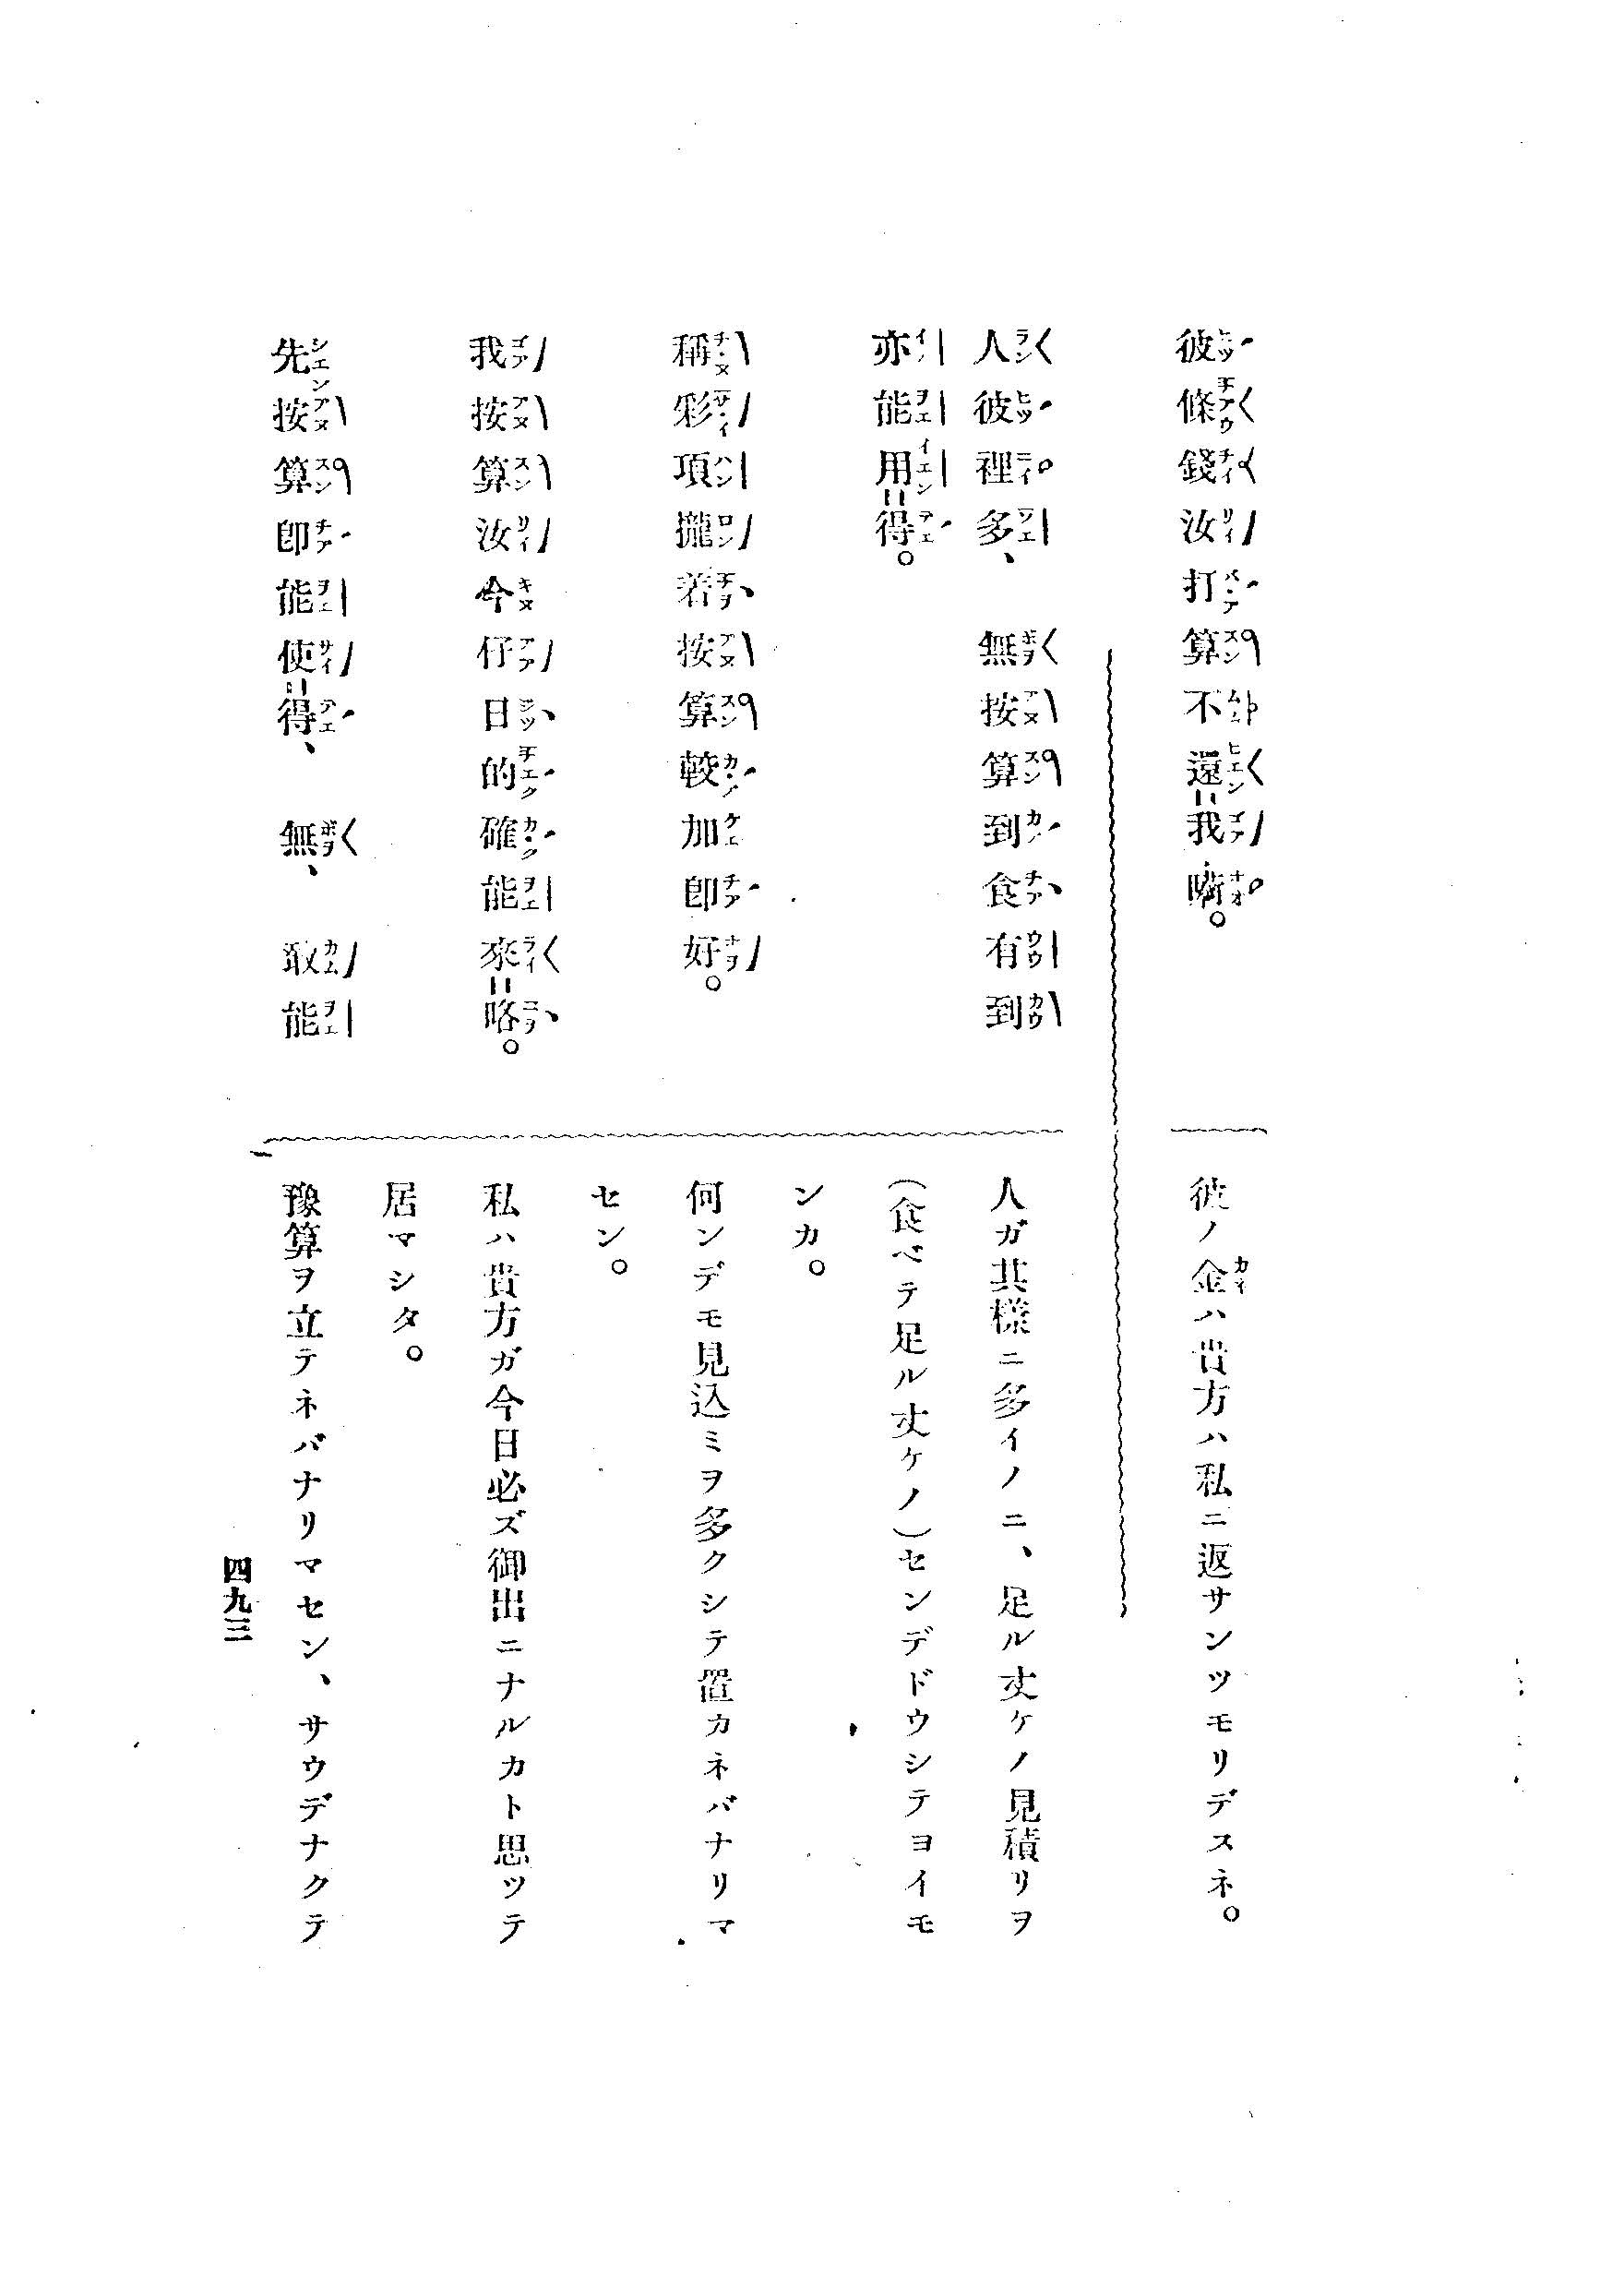 彼條錢汝打算不還我嘴。
彼ノ金ハ貴方ハ私ニ返サンツモリデスネ。
人彼裡多、無按算到食有到
亦能用得。
人ガ其樣ニ多イノニ、足ル丈ケノ見積リヲ
(食ベテ足ル丈ケノ)センデドウシテヨイモ
ンカ。
稱彩項攏着按算較加卽好。
何ンデモ見込ミヲ多クシテ置カネバナリマ
セン。
我按算汝今仔日的確能來咯。
私ハ貴方ガ今日必ズ御出ニナルカト思ッテ
居マシタ。
先按算卽能使得、無、敢能
豫算ヲ立テネバナリマセン、サウデナクテ
四九三